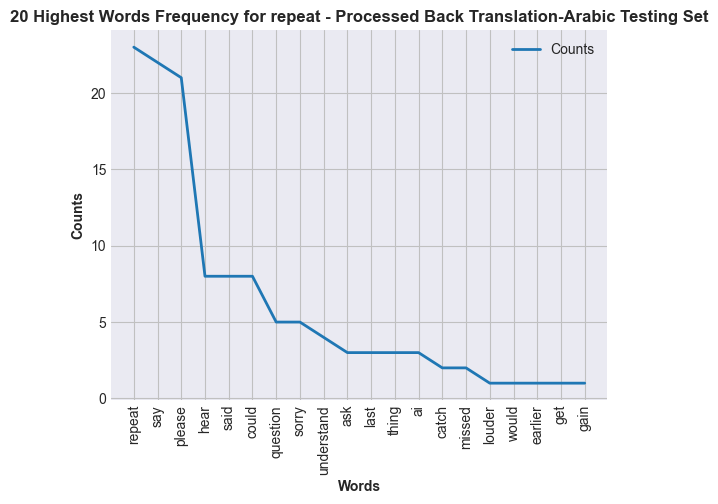 20 Highest Words Frequency for repeat - Processed Back Translation-Arabic Testing Set
Counts
20
15
10
5
0
Counts
repeat
say
please
hear
said
could
question
sorry
understand
ask
last
thing
ai
catch
missed
louder
would
earlier
get
gain
Words